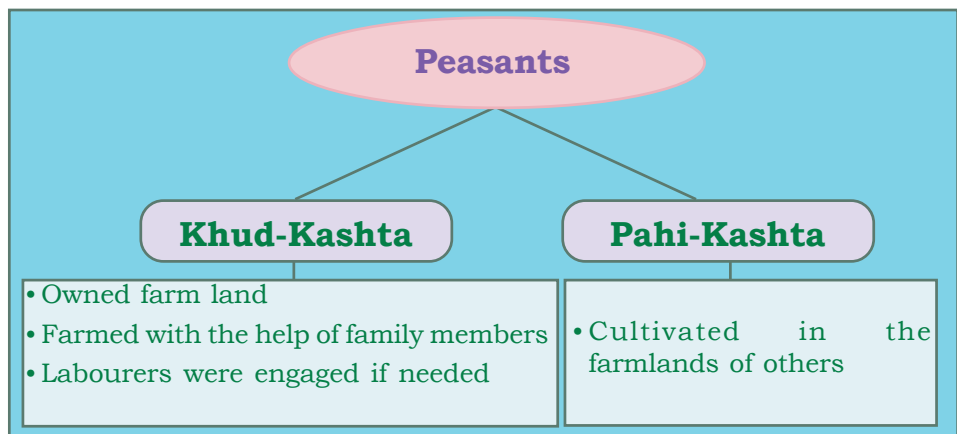 Peasants
Khud-Kashta
Pahi-Kashta
• Owned farm land
• Farmed with the help of family members
• Labourers were engaged if needed
• Cultivated in the
farmlands of others